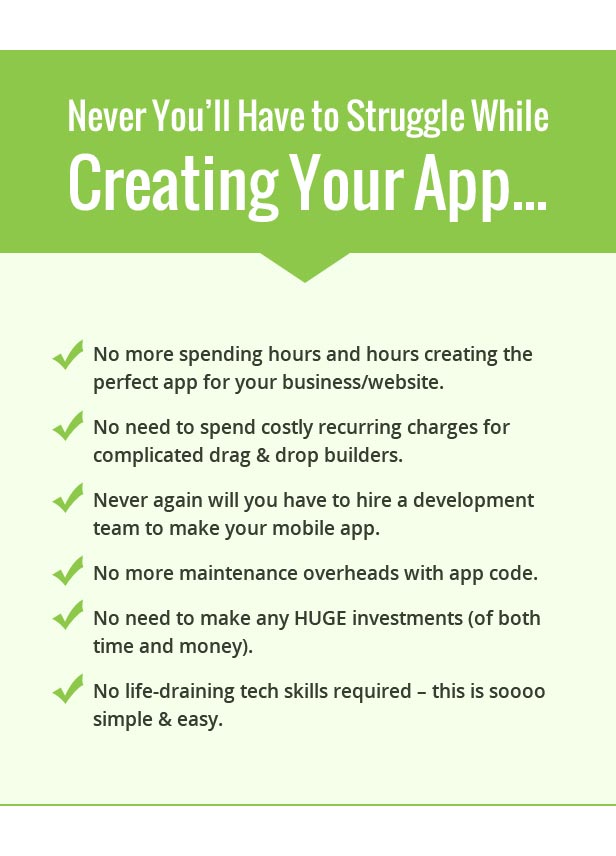 Never You’ll Have to Struggle While
Creating Your App...
No more spending hours and hours creating the
perfect app for your business/website.
No need to spend costly recurring charges for
complicated drag & drop builders.
Never again will you have to hire a development
team to make your mobile app.
No more maintenance overheads with app code.
No need to make any HUGE investments (of both
time and money).
No life-draining tech skills required – this is soooo
simple & easy.